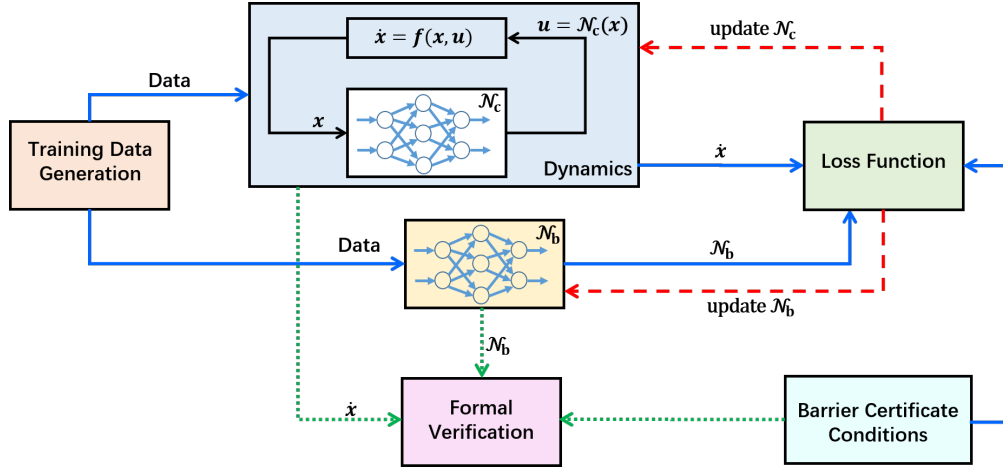 ẋ = f(x, u)
u = 𝒩c(x)
update 𝒩c
Data
x
𝒩c
Training Data
Generation
Dynamics
ẋ
Loss Function
Data
𝒩b
𝒩b
update 𝒩b
𝒩b
ẋ
Formal
Verification
Barrier Certificate
Conditions